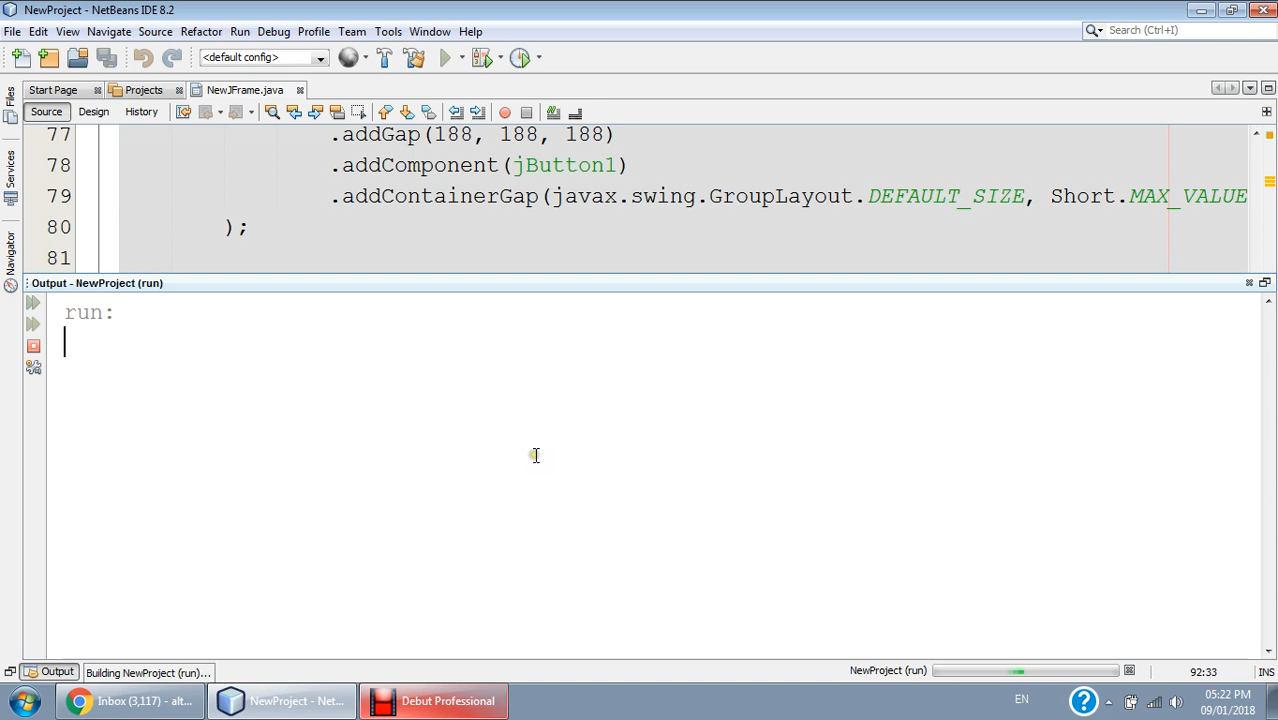 NewProject - NetBeans IDE 8.2
File Edit View Navigate Source Refactor Run Debug Profile Team Tools Window Help
Search (Ctrl+I)
<default config>
Start Page Projects NewJFrame.java
Source Design History
Files
Services
Navigator
77 .addGap(188, 188, 188)
78 .addComponent(jButton1)
79 .addContainerGap(javax.swing.GroupLayout.DEFAULT_SIZE, Short.MAX_VALUE
80 );
81
Output - NewProject (run)
run:
Output Building NewProject (run)... NewProject (run) 92:33 INS
Inbox (3,117) - alt... NewProject - Net... Debut Professional EN 05:22 PM
09/01/2018